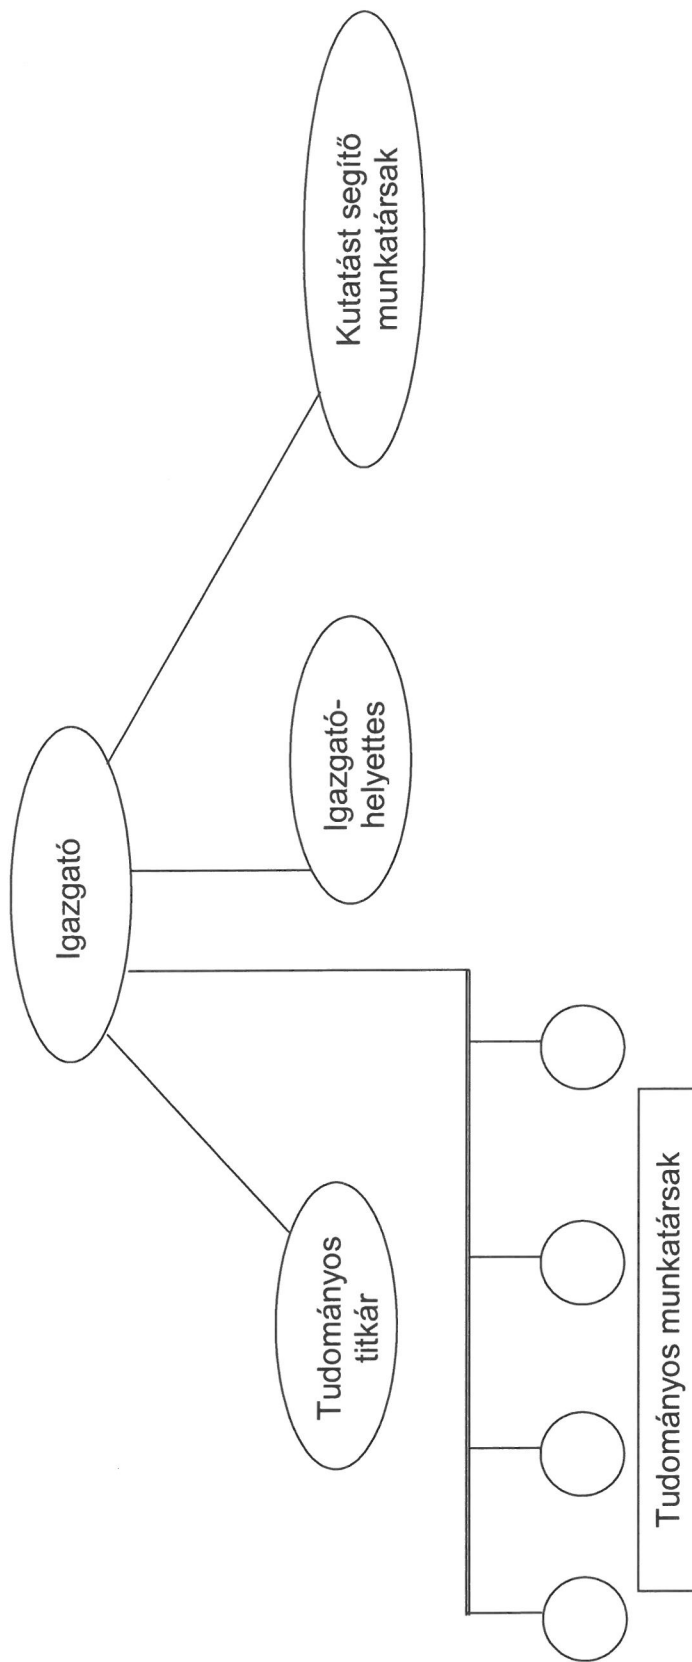 Igazgató
Tudományos
titkár
Igazgató-
helyettes
Kutatást segítő
munkatársak
Tudományos munkatársak